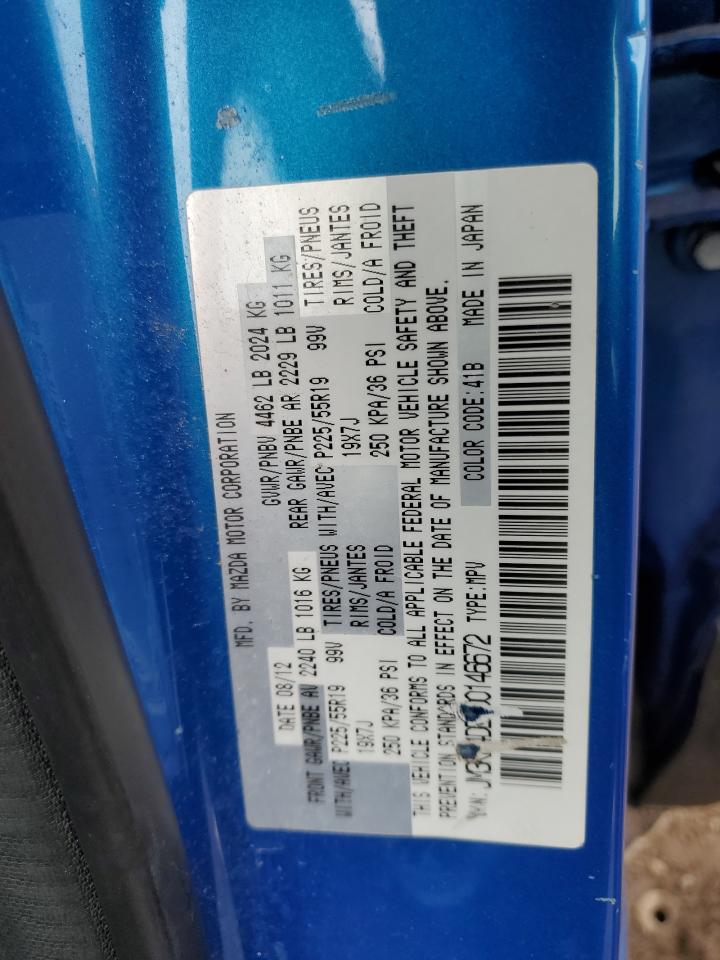 MFD. BY MAZDA MOTOR CORPORATION
DATE 08/12 GVWR/PNBV 4462 LB 2024 KG
FRONT GAWR/PNBE AV 2240 LB 1016 KG REAR GAWR/PNBE AR 2229 LB 1011 KG
WITH/AVEC P225/55R19 99V TIRES/PNEUS WITH/AVEC P225/55R19 99V TIRES/PNEUS
19X7J RIMS/JANTES 19X7J RIMS/JANTES
250 KPA/36 PSI COLD/A FROID 250 KPA/36 PSI COLD/A FROID
THIS VEHICLE CONFORMS TO ALL APPLICABLE FEDERAL MOTOR VEHICLE SAFETY AND THEFT
PREVENTION STANDARDS IN EFFECT ON THE DATE OF MANUFACTURE SHOWN ABOVE.
TYPE:MPV COLOR CODE:41B MADE IN JAPAN